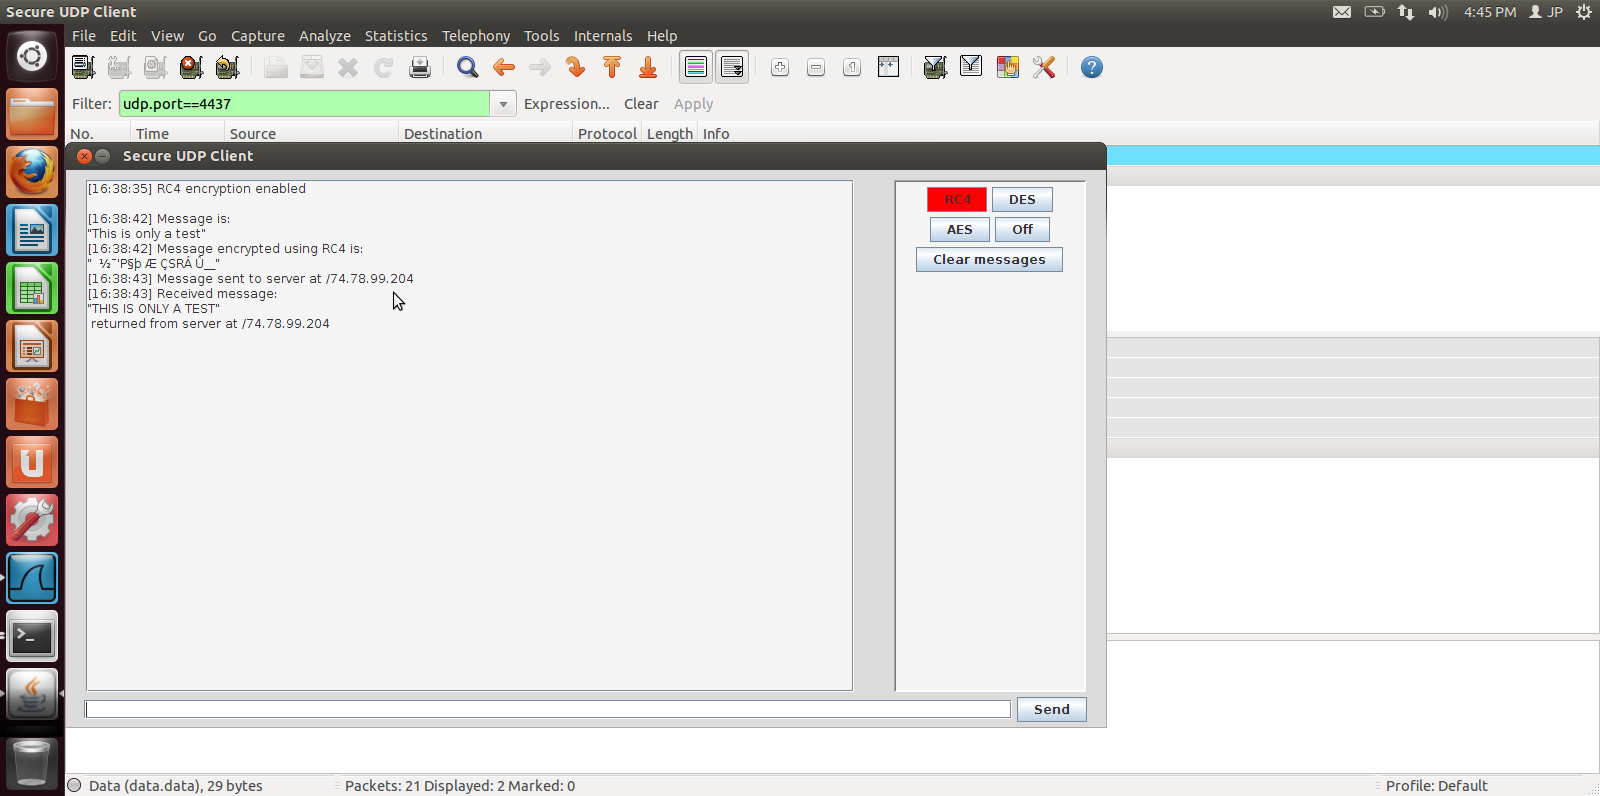 Secure UDP Client
4:45 PM JP
File Edit View Go Capture Analyze Statistics Telephony Tools Internals Help
Filter: udp.port==4437 Expression... Clear Apply
No. Time Source Destination Protocol Length Info
Secure UDP Client
[16:38:35] RC4 encryption enabled
[16:38:42] Message is:
"This is only a test"
[16:38:42] Message encrypted using RC4 is:
" ½¯'P§þ Æ ÇSRÁ Ú__"
[16:38:43] Message sent to server at /74.78.99.204
[16:38:43] Received message:
"THIS IS ONLY A TEST"
returned from server at /74.78.99.204
RC4 DES
AES Off
Clear messages
Send
Data (data.data), 29 bytes Packets: 21 Displayed: 2 Marked: 0 Profile: Default